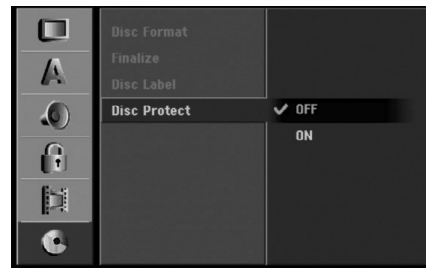 Disc Format
Finalize
Disc Label
Disc Protect
OFF
ON